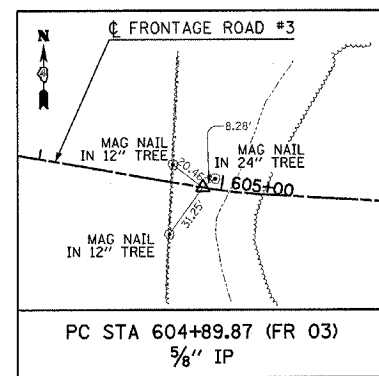 ℄ FRONTAGE ROAD #3
N
8.28'
MAG NAIL
IN 12" TREE
20.46'
MAG NAIL
IN 24" TREE
605+00
31.25'
MAG NAIL
IN 12" TREE
PC STA 604+89.87 (FR 03)
5/8" IP